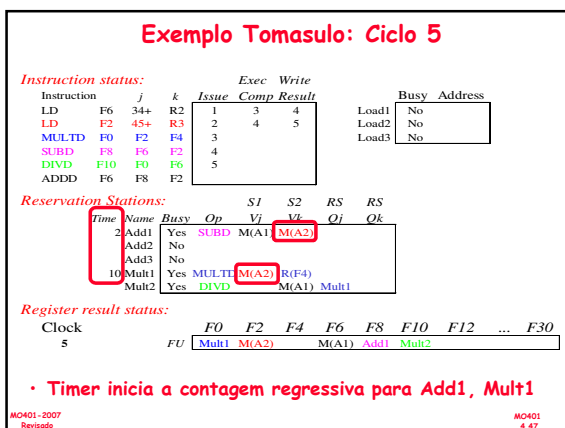 Exemplo Tomasulo: Ciclo 5
Instruction status: Exec Write
Instruction j k Issue Comp Result Busy Address
LD F6 34+ R2 1 3 4 Load1 No
LD F2 45+ R3 2 4 5 Load2 No
MULTD F0 F2 F4 3 Load3 No
SUBD F8 F6 F2 4
DIVD F10 F0 F6 5
ADDD F6 F8 F2
Reservation Stations: S1 S2 RS RS
Time Name Busy Op Vj Vk Qj Qk
2 Add1 Yes SUBD M(A1) M(A2)
Add2 No
Add3 No
10 Mult1 Yes MULTD M(A2) R(F4)
Mult2 Yes DIVD M(A1) Mult1
Register result status:
Clock F0 F2 F4 F6 F8 F10 F12 ... F30
5 FU Mult1 M(A2) M(A1) Add1 Mult2
• Timer inicia a contagem regressiva para Add1, Mult1
MO401-2007 MO401
Revisado 4.47